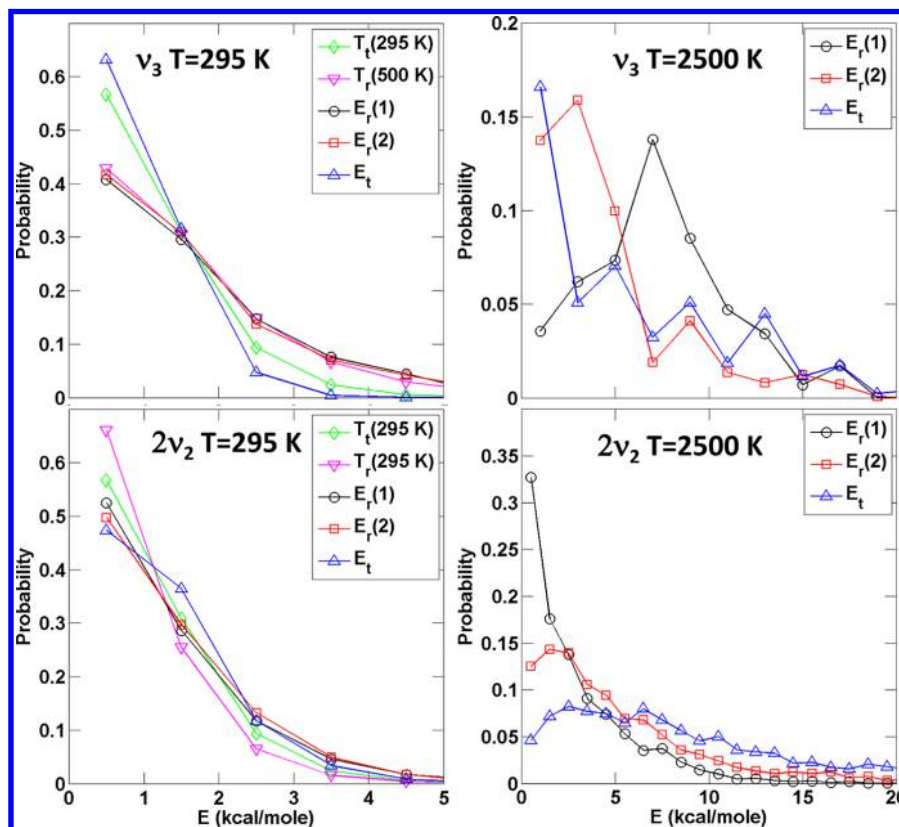 ν3 T=295 K
Tt(295 K)
Tr(500 K)
Er(1)
Er(2)
Et
Probability
0.6
0.5
0.4
0.3
0.2
0.1
0
ν3 T=2500 K
Er(1)
Er(2)
Et
Probability
0.2
0.15
0.1
0.05
0
E (kcal/mole)
2ν2 T=295 K
Tt(295 K)
Tr(295 K)
Er(1)
Er(2)
Et
Probability
0.6
0.5
0.4
0.3
0.2
0.1
0
0 1 2 3 4 5
E (kcal/mole)
2ν2 T=2500 K
Er(1)
Er(2)
Et
Probability
0.35
0.3
0.25
0.2
0.15
0.1
0.05
0
0 5 10 15 20
E (kcal/mole)